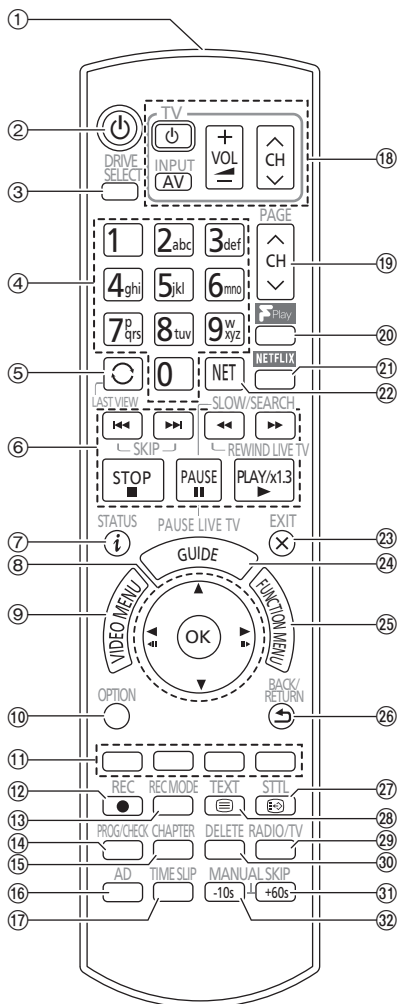 ①
②
DRIVE
SELECT
③
TV
INPUT
AV
+
VOL
−
CH
⑱
PAGE
④
1 2abc 3def
CH
⑲
4ghi 5jkl 6mno
F Play
⑳
7pqrs 8tuv 9wxyz
NETFLIX
㉑
⑤
0
NET
㉒
LAST VIEW
SLOW/SEARCH
⑥
SKIP
REWIND LIVE TV
STOP
PAUSE
PLAY/x1.3
STATUS
PAUSE LIVE TV
EXIT
⑦
i
㉓
⑧
GUIDE
㉔
⑨
VIDEO MENU
FUNCTION MENU
㉕
OK
OPTION
⑩
BACK/
RETURN
㉖
⑪
REC REC MODE TEXT STTL
⑫
㉗
⑬
㉘
PROG/CHECK CHAPTER DELETE RADIO/TV
⑭
㉙
⑮
㉚
AD TIME SLIP MANUAL SKIP
⑯
-10s +60s
㉛
⑰
㉜